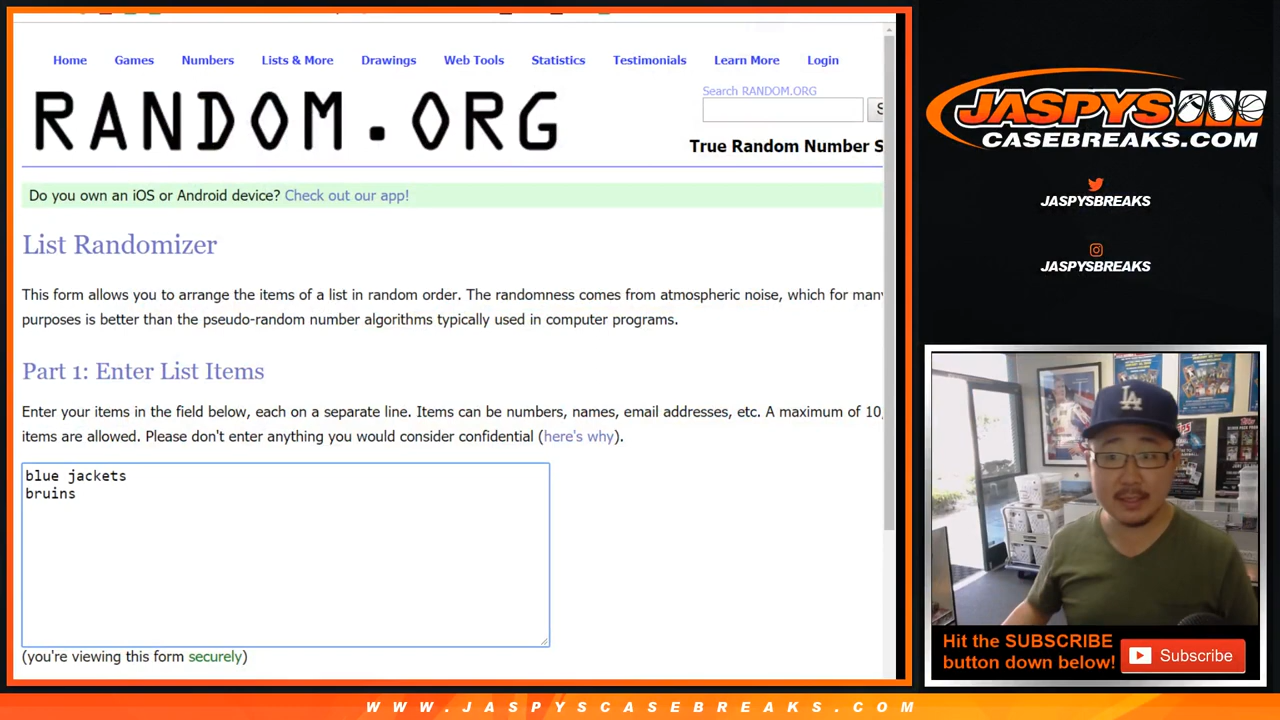 Home Games Numbers Lists & More Drawings Web Tools Statistics Testimonials Learn More Login
RANDOM.ORG
Search RANDOM.ORG
S
True Random Number S
Do you own an iOS or Android device? Check out our app!
List Randomizer
This form allows you to arrange the items of a list in random order. The randomness comes from atmospheric noise, which for many
purposes is better than the pseudo-random number algorithms typically used in computer programs.
Part 1: Enter List Items
Enter your items in the field below, each on a separate line. Items can be numbers, names, email addresses, etc. A maximum of 10,
items are allowed. Please don't enter anything you would consider confidential (here's why).
blue jackets
bruins
(you're viewing this form securely)
JASPYS
CASEBREAKS.COM
JASPYSBREAKS
JASPYSBREAKS
LA
Hit the SUBSCRIBE
button down below!
Subscribe
WWW.JASPYSCASEBREAKS.COM